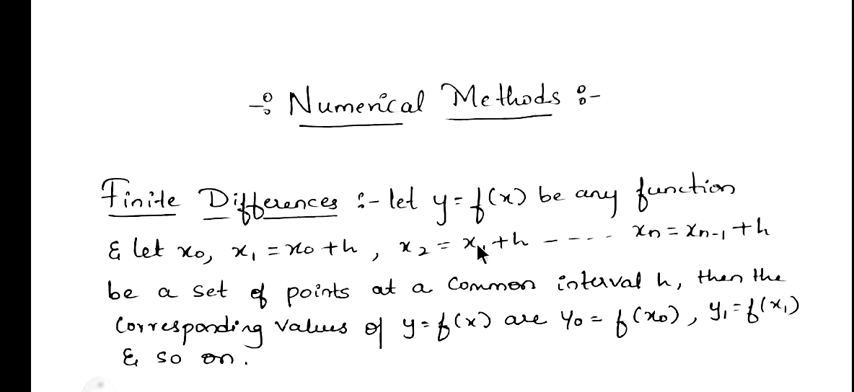 -: Numerical Methods :-
Finite Differences :- let y = f(x) be any function
& let x₀, x₁ = x₀ + h, x₂ = x₁ + h ---- xₙ = xₙ₋₁ + h
be a set of points at a common interval h, then the
corresponding values of y = f(x) are y₀ = f(x₀), y₁ = f(x₁)
& so on.